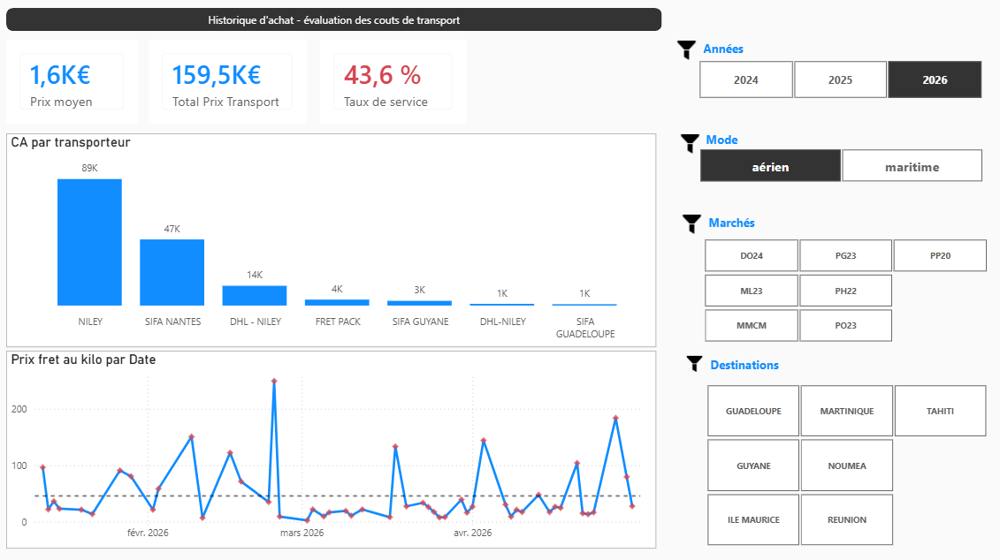 Historique d'achat - évaluation des couts de transport
1,6K€
Prix moyen
159,5K€
Total Prix Transport
43,6 %
Taux de service
CA par transporteur
89K
47K
14K
4K
3K
1K
1K
NILEY
SIFA NANTES
DHL - NILEY
FRET PACK
SIFA GUYANE
DHL-NILEY
SIFA
GUADELOUPE
Prix fret au kilo par Date
200
100
0
févr. 2026
mars 2026
avr. 2026
Années
2024
2025
2026
Mode
aérien
maritime
Marchés
DO24
PG23
PP20
ML23
PH22
MMCM
PO23
Destinations
GUADELOUPE
MARTINIQUE
TAHITI
GUYANE
NOUMEA
ILE MAURICE
REUNION